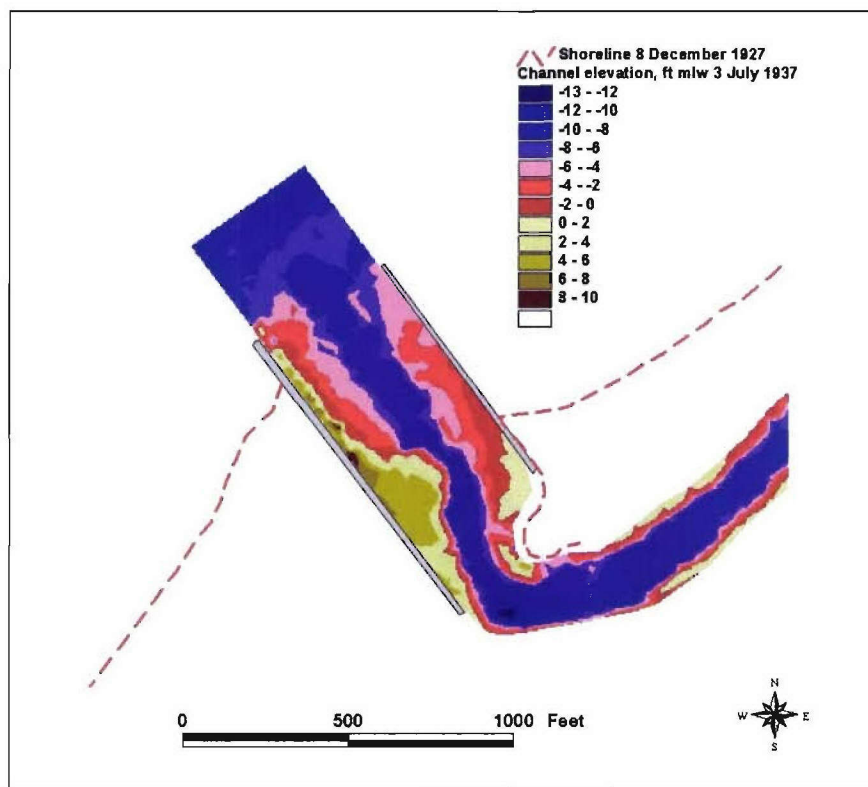 Shoreline 8 December 1927
Channel elevation, ft mlw 3 July 1937
-13 - -12
-12 - -10
-10 - -8
-8 - -6
-6 - -4
-4 - -2
-2 - 0
0 - 2
2 - 4
4 - 6
6 - 8
8 - 10
N
W E
S
0 500 1000 Feet